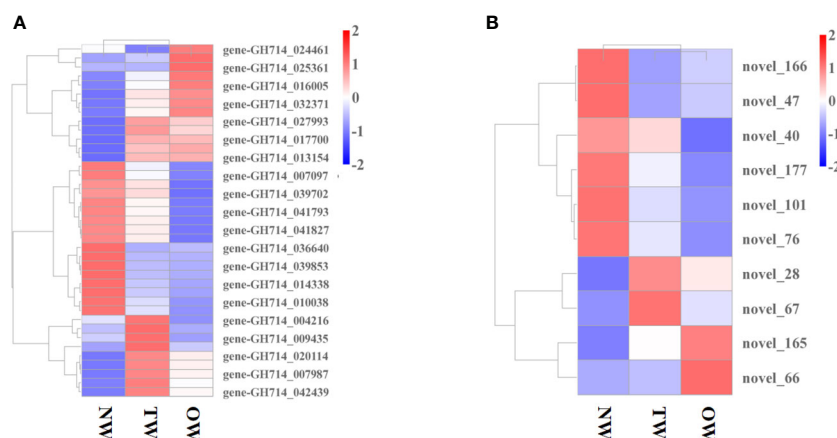 A
gene-GH714_024461
gene-GH714_025361
gene-GH714_016005
gene-GH714_032371
gene-GH714_027993
gene-GH714_017700
gene-GH714_013154
gene-GH714_007097
gene-GH714_039702
gene-GH714_041793
gene-GH714_041827
gene-GH714_036640
gene-GH714_039853
gene-GH714_014338
gene-GH714_010038
gene-GH714_004216
gene-GH714_009435
gene-GH714_020114
gene-GH714_007987
gene-GH714_042439
2
1
0
-1
-2
NW
TW
OW
B
novel_166
novel_47
novel_40
novel_177
novel_101
novel_76
novel_28
novel_67
novel_165
novel_66
2
1
0
-1
-2
NW
TW
OW